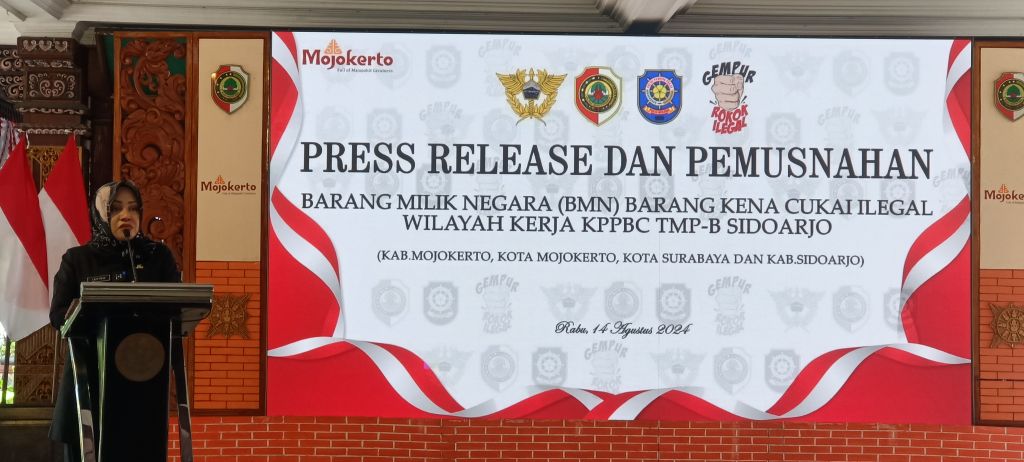 Mojokerto
Full of Majapahit Greatness
GEMPUR
ROKOK
ILEGAL
PRESS RELEASE DAN PEMUSNAHAN
BARANG MILIK NEGARA (BMN) BARANG KENA CUKAI ILEGAL
WILAYAH KERJA KPPBC TMP-B SIDOARJO
(KAB.MOJOKERTO, KOTA MOJOKERTO, KOTA SURABAYA DAN KAB.SIDOARJO)
Rabu, 14 Agustus 2024
Mojokerto